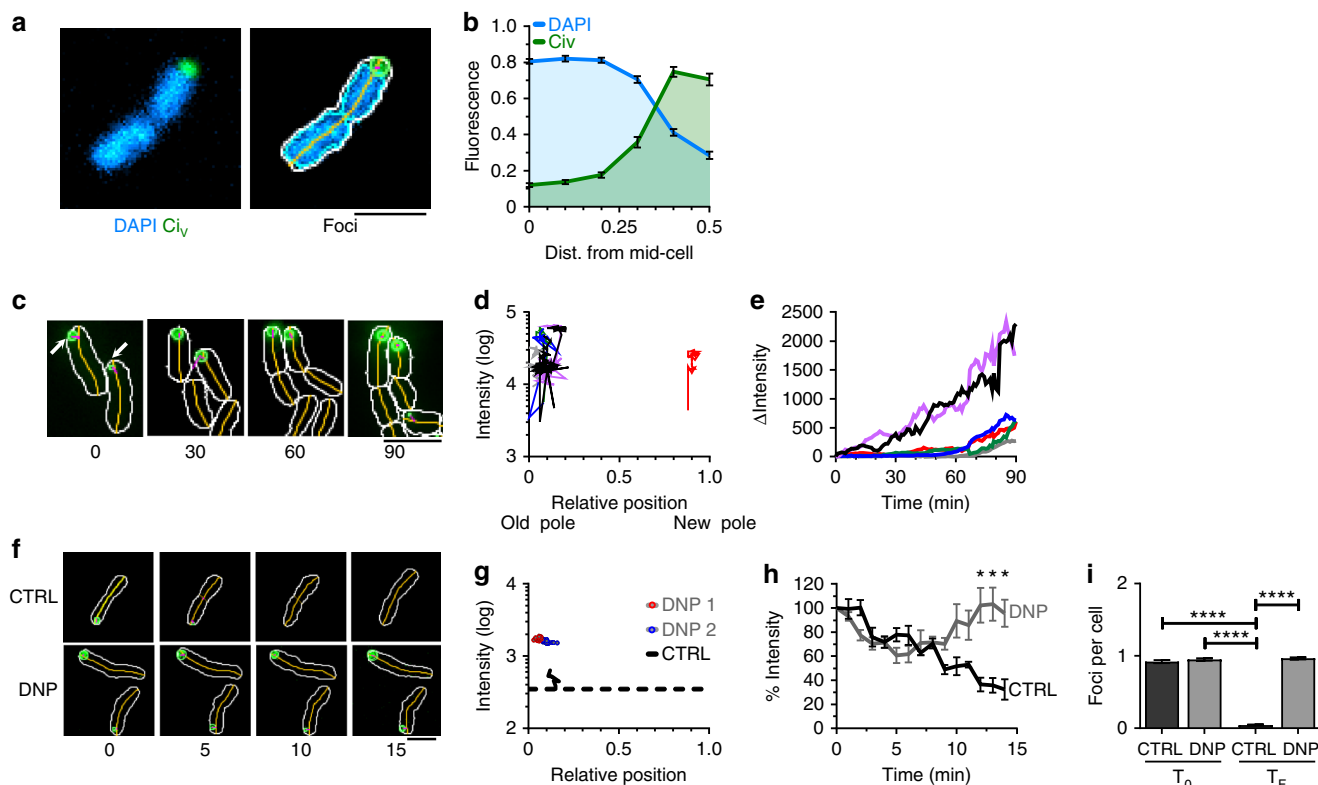 a
DAPI Civ
Foci
b
DAPI
Civ
1.0
0.8
0.6
0.4
0.2
0
Fluorescence
0 0.25 0.5
Dist. from mid-cell
c
0 30 60 90
d
5
4
3
Intensity (log)
0.0 0.5 1.0
Relative position
Old pole New pole
e
2500
2000
1500
1000
500
0
ΔIntensity
0 30 60 90
Time (min)
f
CTRL
DNP
0 5 10 15
g
4
3
2
Intensity (log)
DNP 1
DNP 2
CTRL
0.0 0.5 1.0
Relative position
h
120
100
80
60
40
20
0
% Intensity
* * *
DNP
CTRL
0 5 10 15
Time (min)
i
2
1
0
Foci per cell
****
****
****
CTRL DNP CTRL DNP
T0 TF